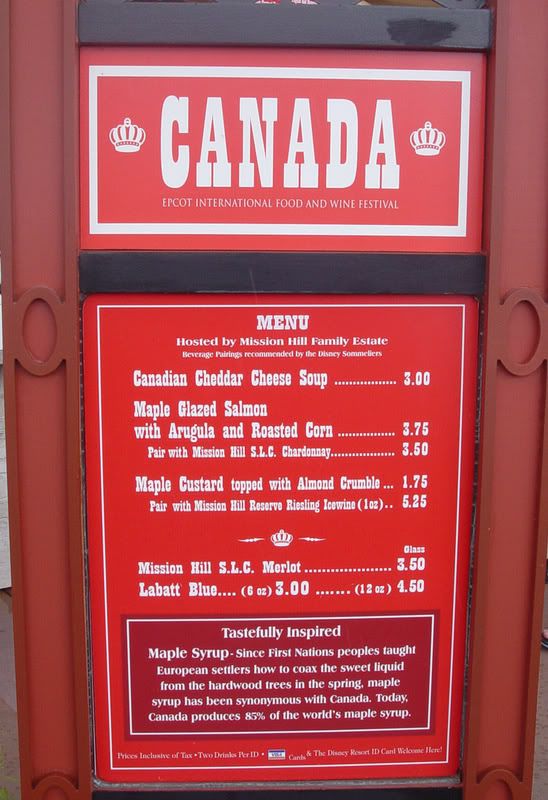 CANADA
EPCOT INTERNATIONAL FOOD AND WINE FESTIVAL
MENU
Hosted by Mission Hill Family Estate
Beverage Pairings recommended by the Disney Sommeliers
Canadian Cheddar Cheese Soup ................. 3.00
Maple Glazed Salmon
with Arugula and Roasted Corn ............... 3.75
Pair with Mission Hill S.L.C. Chardonnay................. 3.50
Maple Custard topped with Almond Crumble ... 1.75
Pair with Mission Hill Reserve Riesling Icewine (1oz) .. 5.25
Glass
Mission Hill S.L.C. Merlot ...................... 3.50
Labatt Blue.... (6 oz) 3.00 ....... (12 oz) 4.50
Tastefully Inspired
Maple Syrup - Since First Nations peoples taught
European settlers how to coax the sweet liquid
from the hardwood trees in the spring, maple
syrup has been synonymous with Canada. Today,
Canada produces 85% of the world's maple syrup.
Prices Inclusive of Tax • Two Drinks Per ID • VISA Cards & The Disney Resort ID Card Welcome Here!